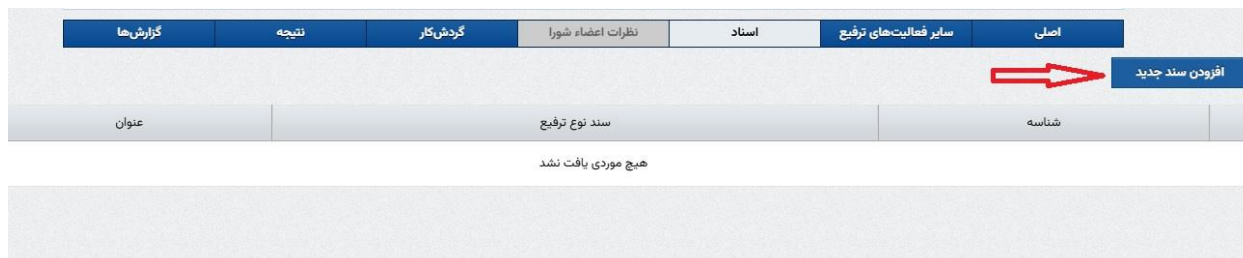 اصلی سایر فعالیت‌های ترفیع اسناد نظرات اعضاء شورا گردش‌کار نتیجه گزارش‌ها
افزودن سند جدید
شناسه سند نوع ترفیع عنوان
هیچ موردی یافت نشد